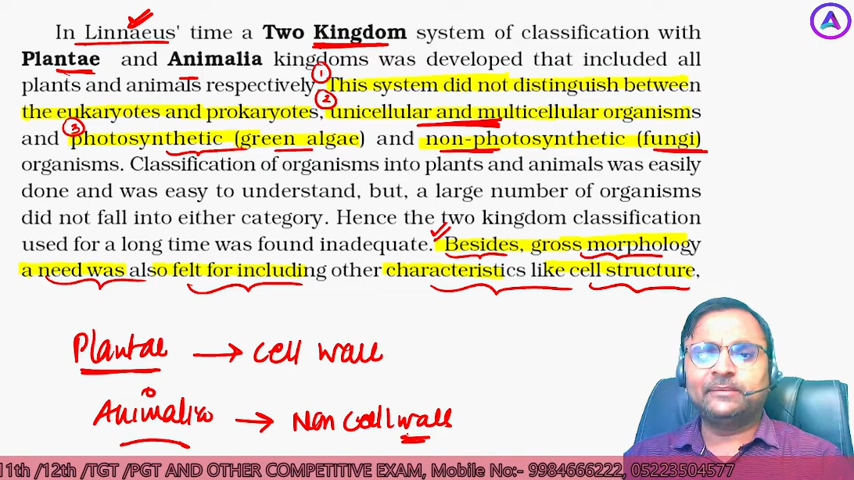 In Linnaeus' time a Two Kingdom system of classification with
Plantae and Animalia kingdoms was developed that included all
plants and animals respectively. 1 This system did not distinguish between
the eukaryotes and prokaryotes, 2 unicellular and multicellular organisms
and 3 photosynthetic (green algae) and non-photosynthetic (fungi)
organisms. Classification of organisms into plants and animals was easily
done and was easy to understand, but, a large number of organisms
did not fall into either category. Hence the two kingdom classification
used for a long time was found inadequate. Besides, gross morphology
a need was also felt for including other characteristics like cell structure,
Plantae → cell wall
Animalia → Non cell wall
11th /12th /TGT /PGT AND OTHER COMPETITIVE EXAM, Mobile No:- 9984666222, 05223504577